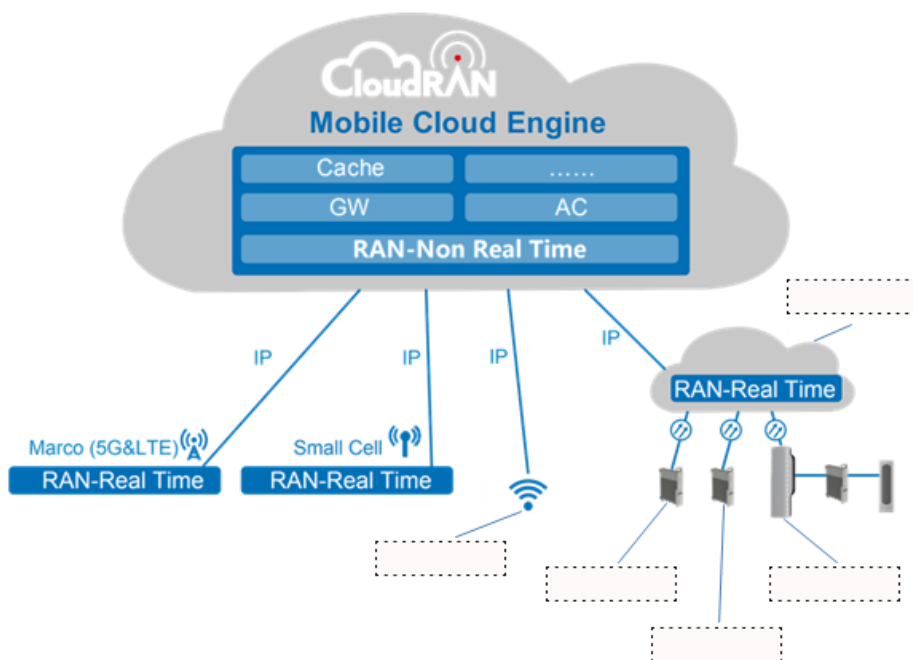 CloudRAN
Mobile Cloud Engine
Cache
......
GW
AC
RAN-Non Real Time
IP
IP
IP
IP
RAN-Real Time
Marco (5G&LTE)
RAN-Real Time
Small Cell
RAN-Real Time